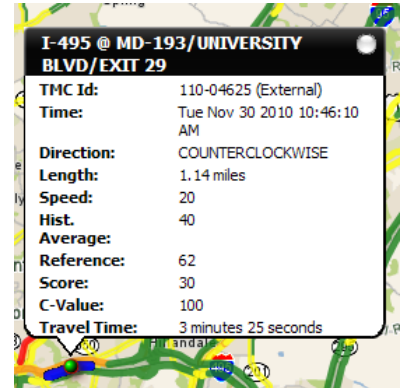 I-495 @ MD-193/UNIVERSITY
BLVD/EXIT 29
TMC Id: 110-04625 (External)
Time: Tue Nov 30 2010 10:46:10
AM
Direction: COUNTERCLOCKWISE
Length: 1.14 miles
Speed: 20
Hist. 40
Average:
Reference: 62
Score: 30
C-Value: 100
Travel Time: 3 minutes 25 seconds